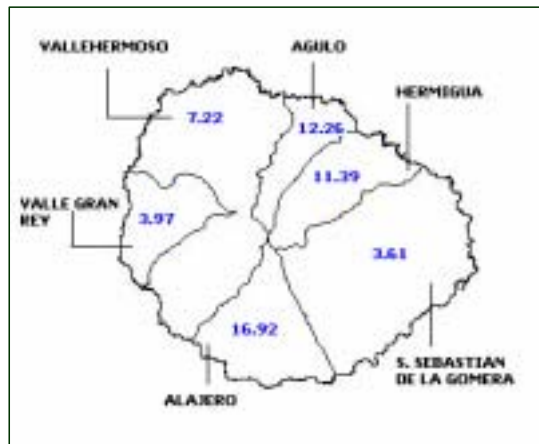 VALLEHERMOSO
AGULO
HERMIGUA
7.22
12.26
11.39
VALLE GRAN
REY
3.97
3.61
16.92
S. SEBASTIAN
DE LA GOMERA
ALAJERO